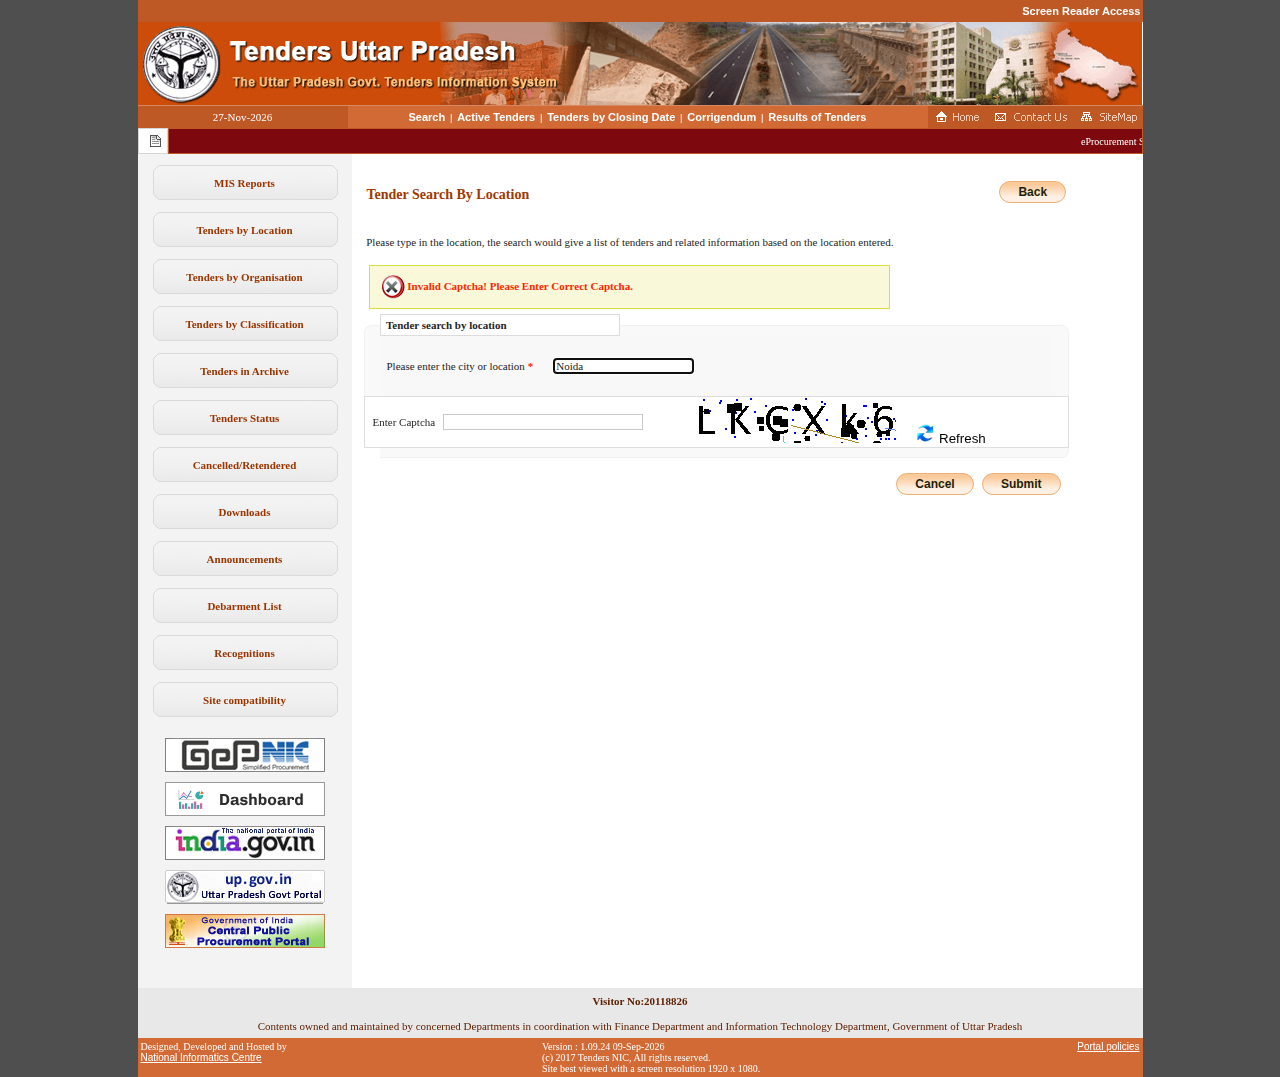 Screen Reader Access
Tenders Uttar Pradesh
The Uttar Pradesh Govt. Tenders Information System
27-Nov-2026
Search | Active Tenders | Tenders by Closing Date | Corrigendum | Results of Tenders
Home Contact Us SiteMap
eProcurement S
MIS Reports
Tenders by Location
Tenders by Organisation
Tenders by Classification
Tenders in Archive
Tenders Status
Cancelled/Retendered
Downloads
Announcements
Debarment List
Recognitions
Site compatibility
GePNIC
Simplified Procurement
Dashboard
The national portal of India
india.gov.in
up.gov.in
Uttar Pradesh Govt Portal
Government of India
Central Public
Procurement Portal
Tender Search By Location
Back
Please type in the location, the search would give a list of tenders and related information based on the location entered.
Invalid Captcha! Please Enter Correct Captcha.
Tender search by location
Please enter the city or location *
Noida
Enter Captcha
LKCXk6
Refresh
Cancel
Submit
Visitor No:20118826
Contents owned and maintained by concerned Departments in coordination with Finance Department and Information Technology Department, Government of Uttar Pradesh
Designed, Developed and Hosted by
National Informatics Centre
Version : 1.09.24 09-Sep-2026
(c) 2017 Tenders NIC, All rights reserved.
Site best viewed with a screen resolution 1920 x 1080.
Portal policies